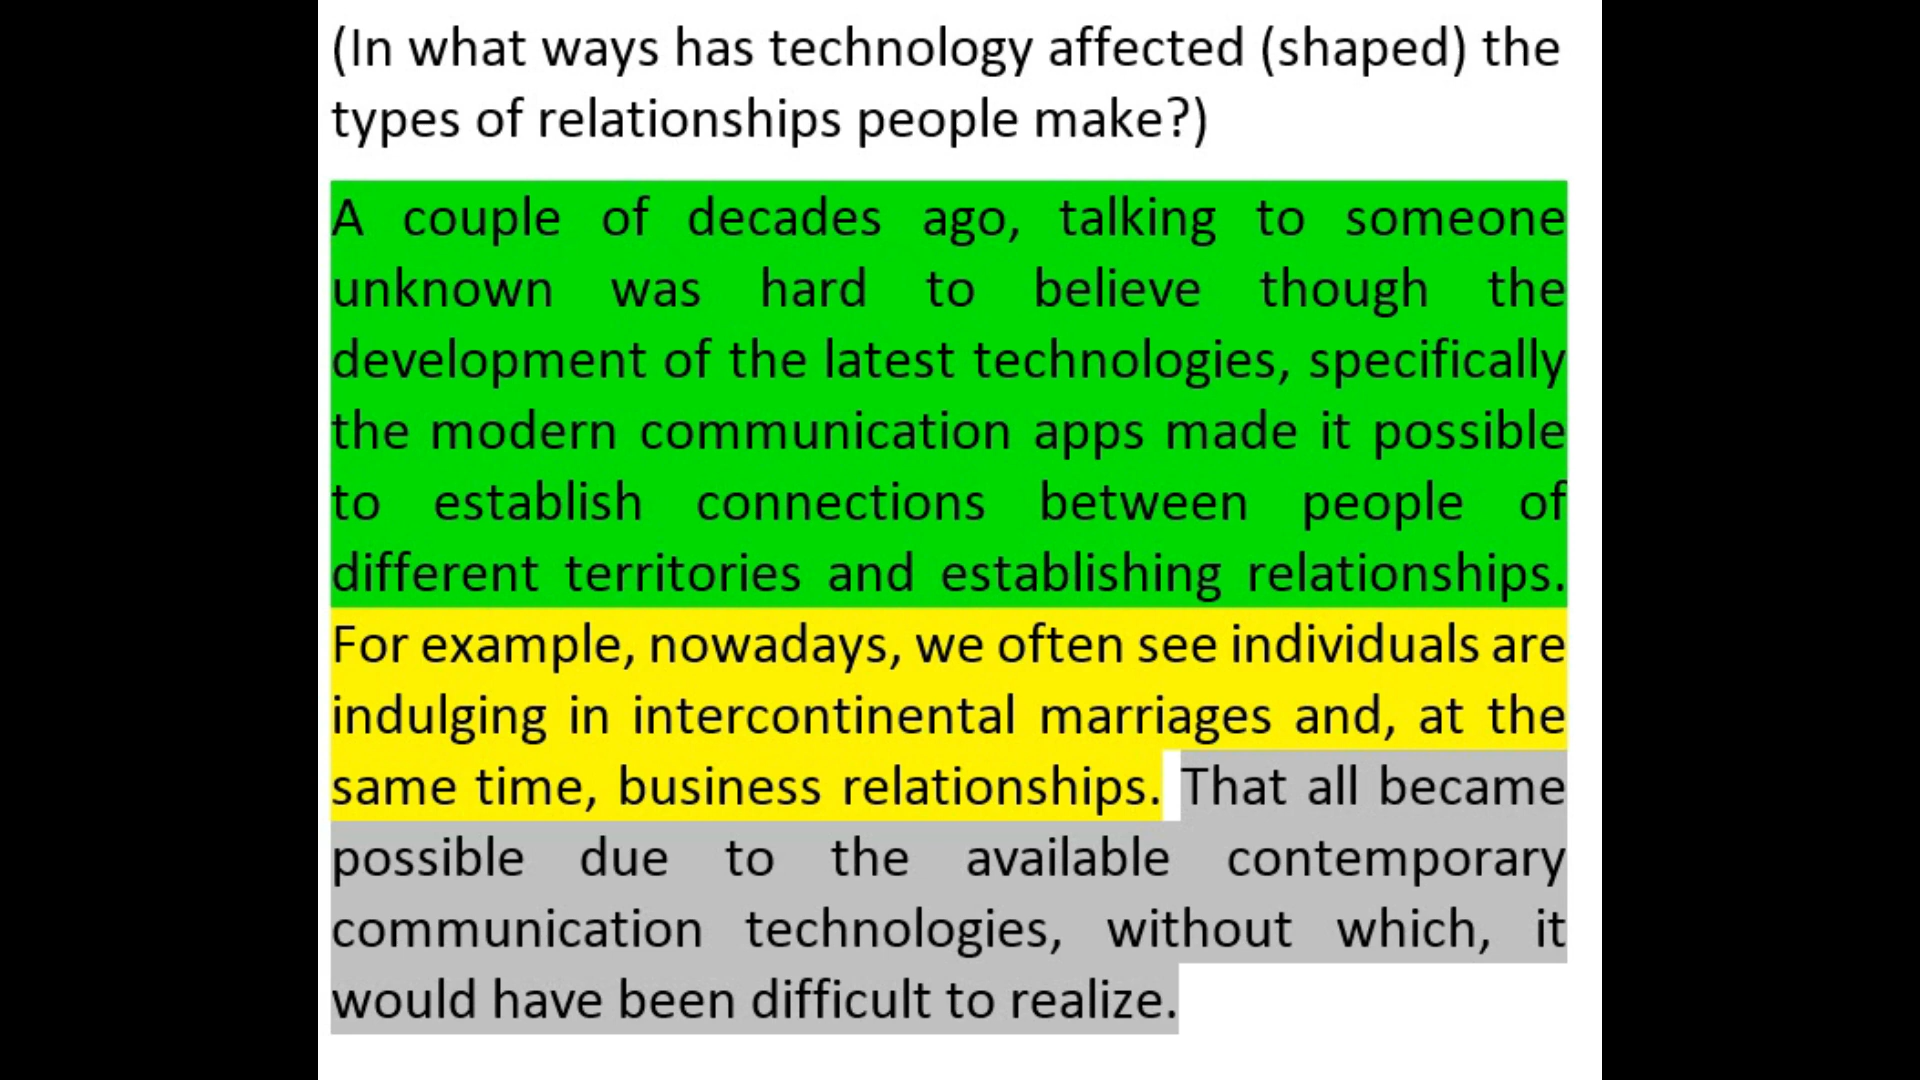 (In what ways has technology affected (shaped) the
types of relationships people make?)
A couple of decades ago, talking to someone
unknown was hard to believe though the
development of the latest technologies, specifically
the modern communication apps made it possible
to establish connections between people of
different territories and establishing relationships.
For example, nowadays, we often see individuals are
indulging in intercontinental marriages and, at the
same time, business relationships. That all became
possible due to the available contemporary
communication technologies, without which, it
would have been difficult to realize.